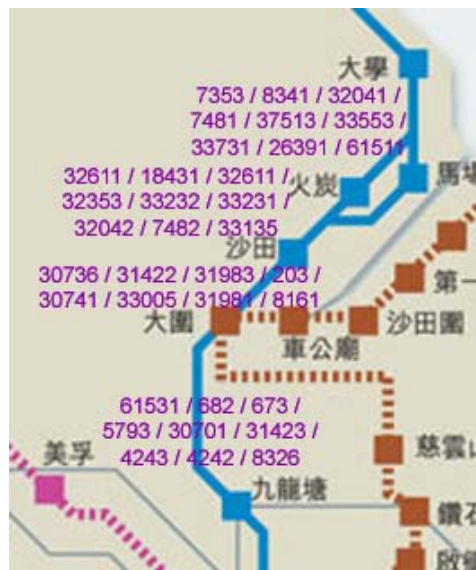 大學
7353 / 8341 / 32041 /
7481 / 37513 / 33553 /
33731 / 26391 / 61511
馬場
32611 / 18431 / 32611 /
火炭
32353 / 33232 / 33231 /
32042 / 7482 / 33135
沙田
30736 / 31422 / 31983 / 203 /
第一
30741 / 33005 / 31981 / 8161
大圍
沙田圍
車公廟
61531 / 682 / 673 /
5793 / 30701 / 31423 /
慈雲山
美孚
4243 / 4242 / 8326
九龍塘
鑽石